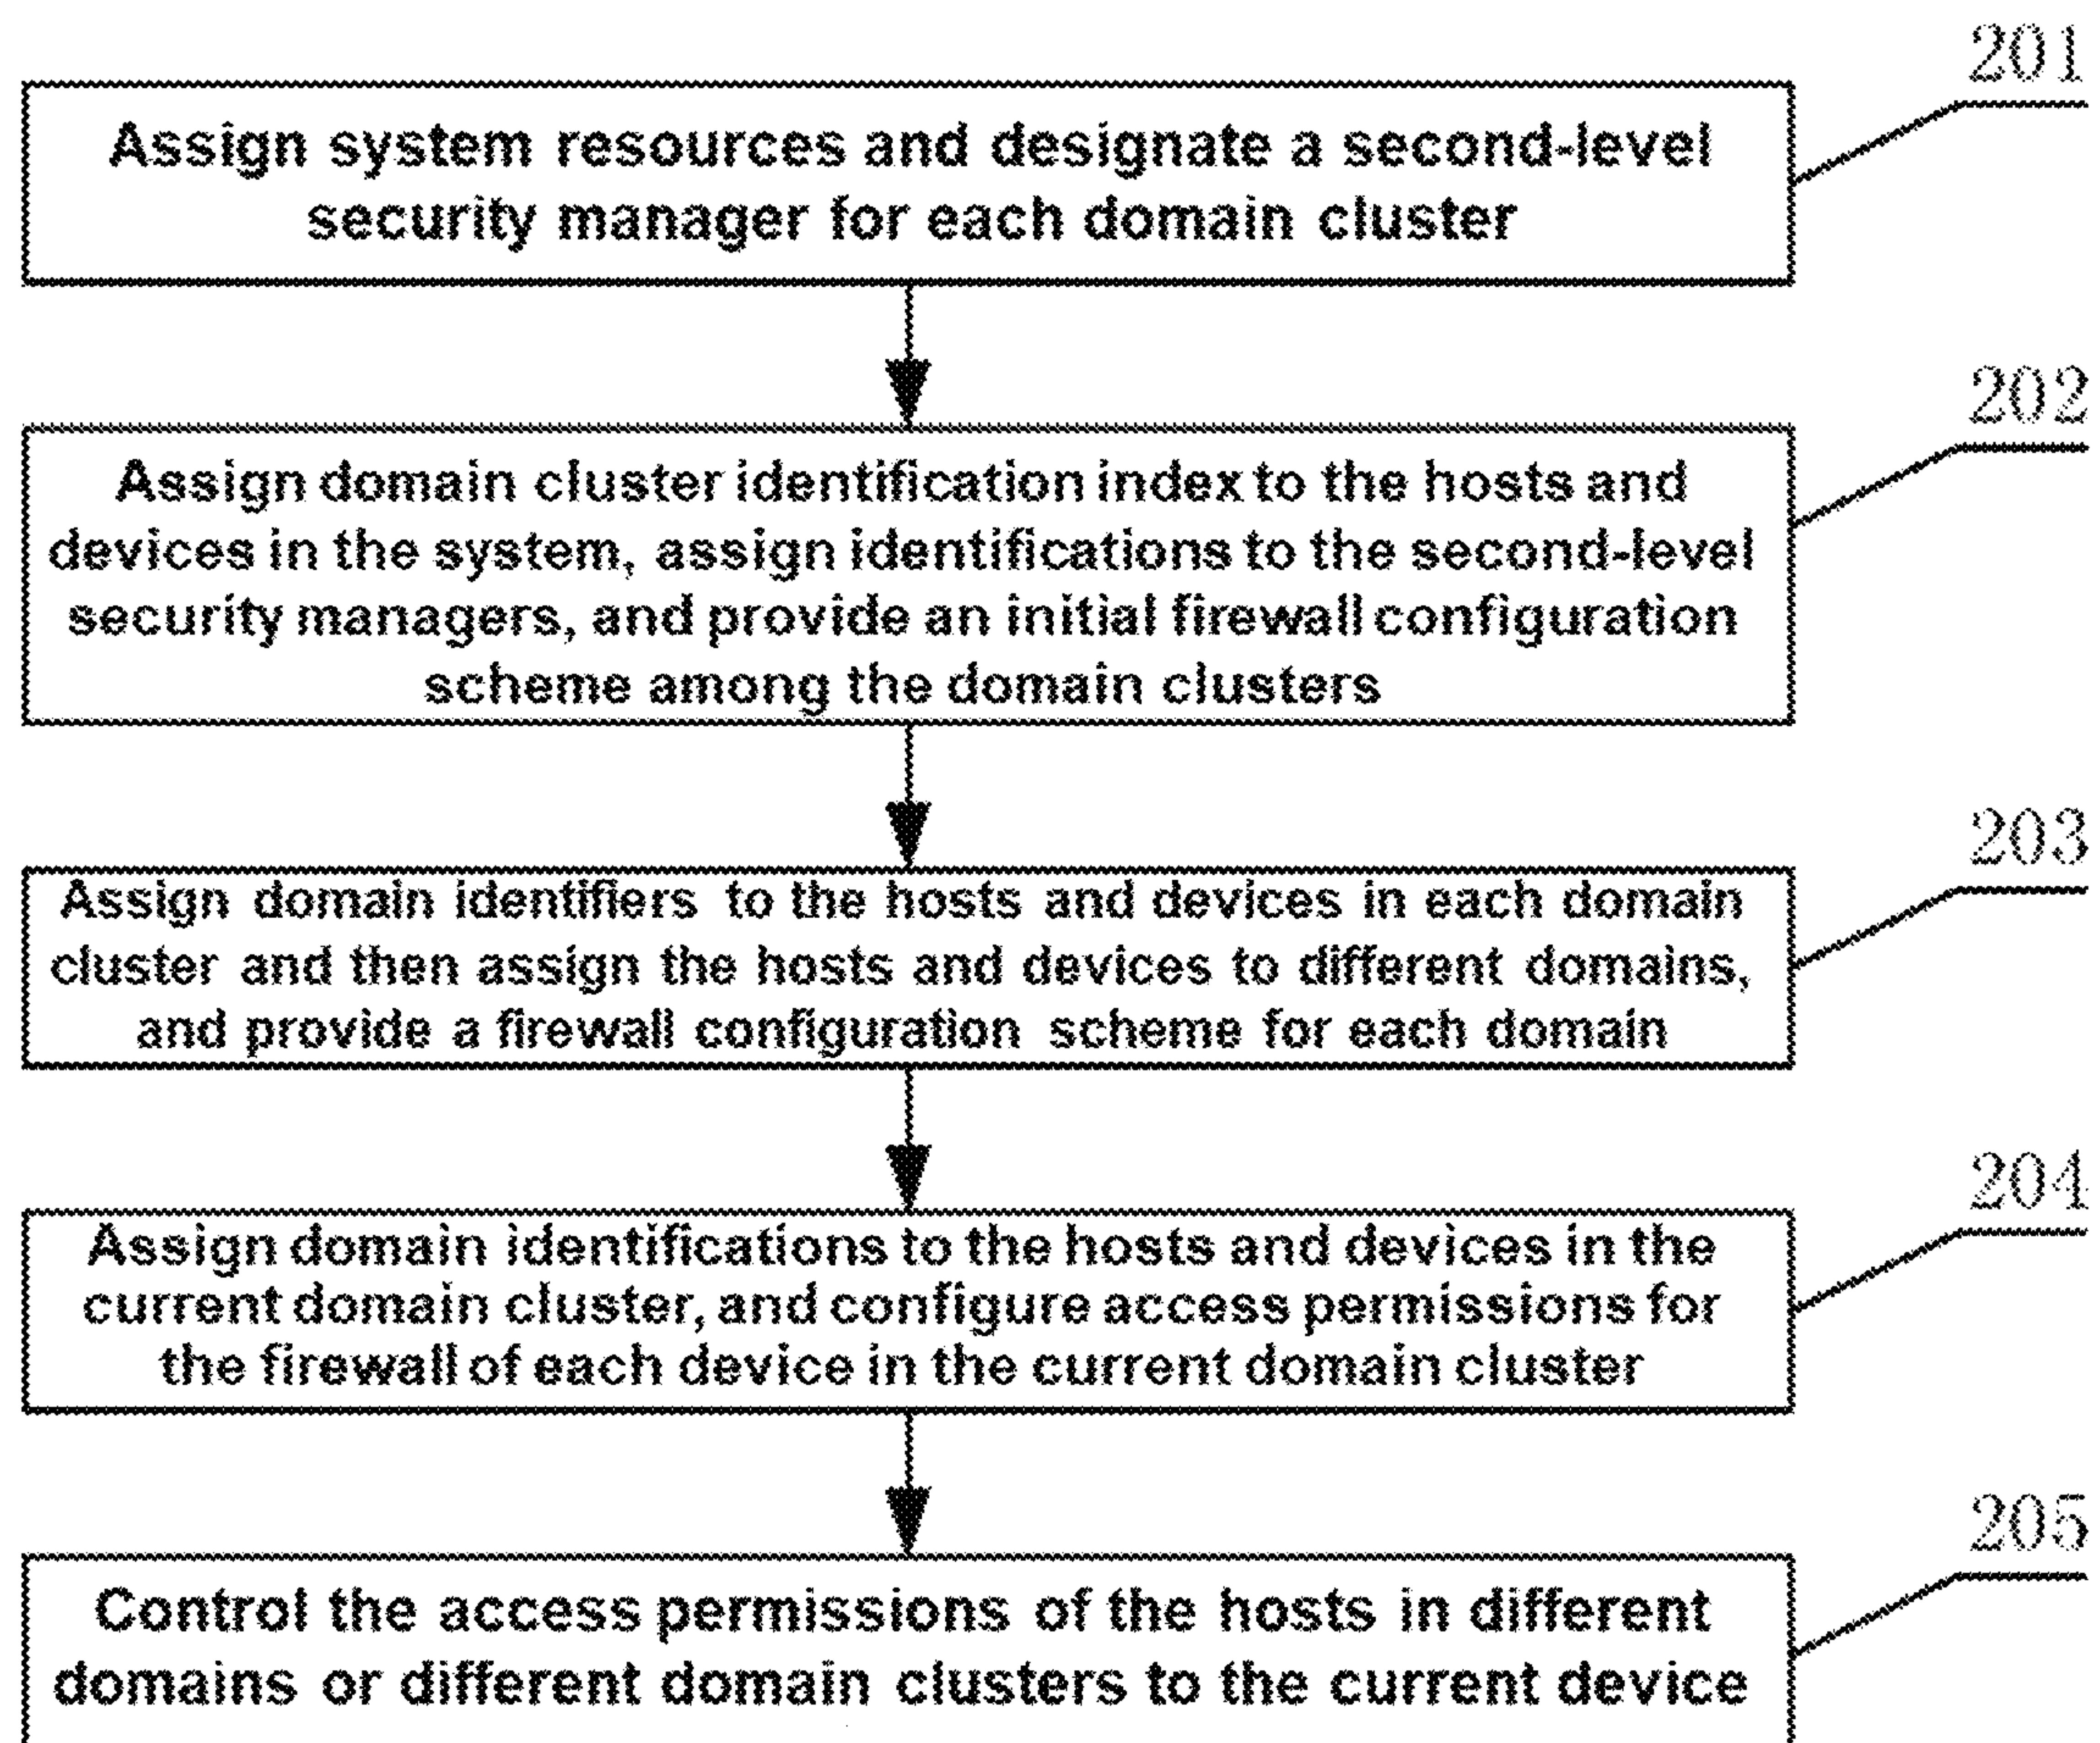 201
Assign system resources and designate a second-level
security manager for each domain cluster
202
Assign domain cluster identification index to the hosts and
devices in the system, assign identifications to the second-level
security managers, and provide an initial firewall configuration
scheme among the domain clusters
203
Assign domain identifiers to the hosts and devices in each domain
cluster and then assign the hosts and devices to different domains,
and provide a firewall configuration scheme for each domain
204
Assign domain identifications to the hosts and devices in the
current domain cluster, and configure access permissions for
the firewall of each device in the current domain cluster
205
Control the access permissions of the hosts in different
domains or different domain clusters to the current device